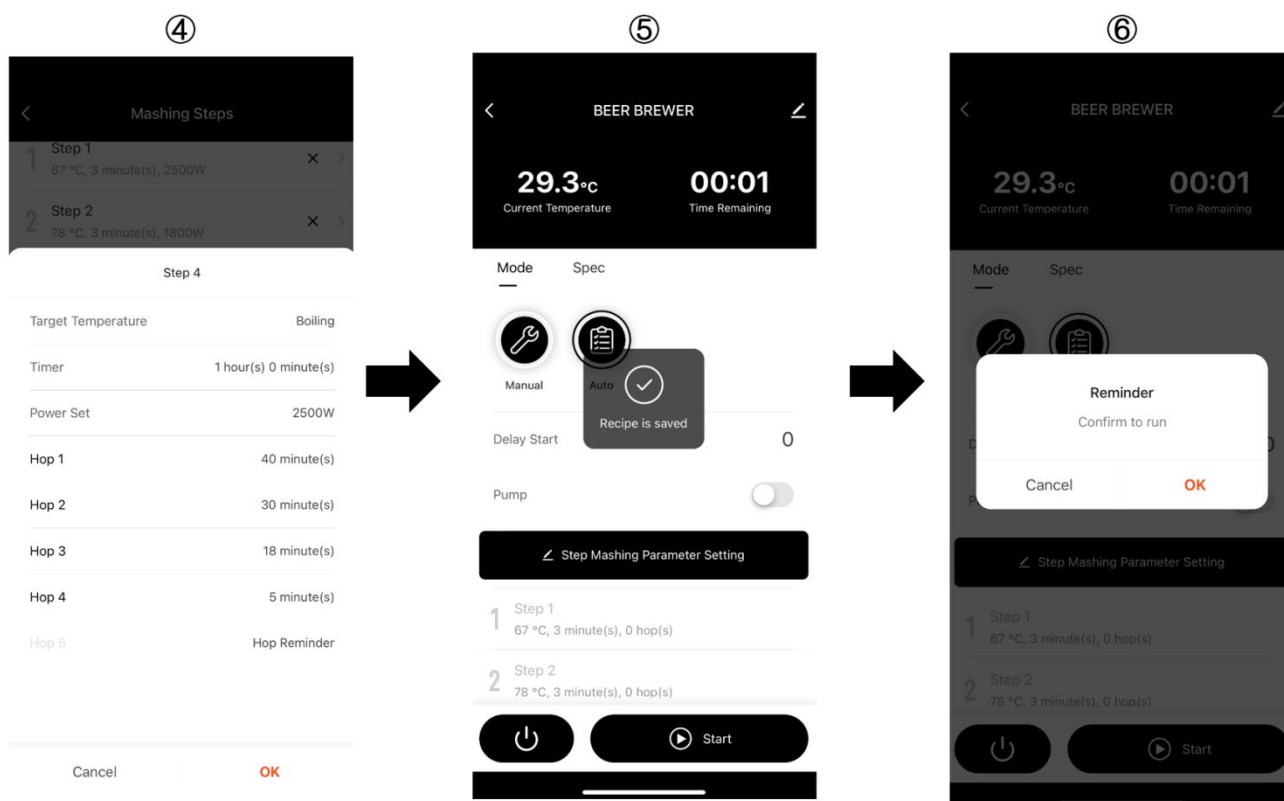 ④
Mashing Steps
1
Step 1
67 °C, 3 minute(s), 2500W
2
Step 2
78 °C, 3 minute(s), 1800W
Step 4
Target Temperature Boiling
Timer 1 hour(s) 0 minute(s)
Power Set 2500W
Hop 1 40 minute(s)
Hop 2 30 minute(s)
Hop 3 18 minute(s)
Hop 4 5 minute(s)
Hop 5 Hop Reminder
Cancel OK
⑤
BEER BREWER
29.3°C 00:01
Current Temperature Time Remaining
Mode Spec
Manual Auto
Recipe is saved
Delay Start 0
Pump
Step Mashing Parameter Setting
1
Step 1
67 °C, 3 minute(s), 0 hop(s)
2
Step 2
78 °C, 3 minute(s), 0 hop(s)
Start
⑥
BEER BREWER
29.3°C 00:01
Current Temperature Time Remaining
Mode Spec
Reminder
Confirm to run
Cancel OK
Step Mashing Parameter Setting
1
Step 1
67 °C, 3 minute(s), 0 hop(s)
2
Step 2
78 °C, 3 minute(s), 0 hop(s)
Start